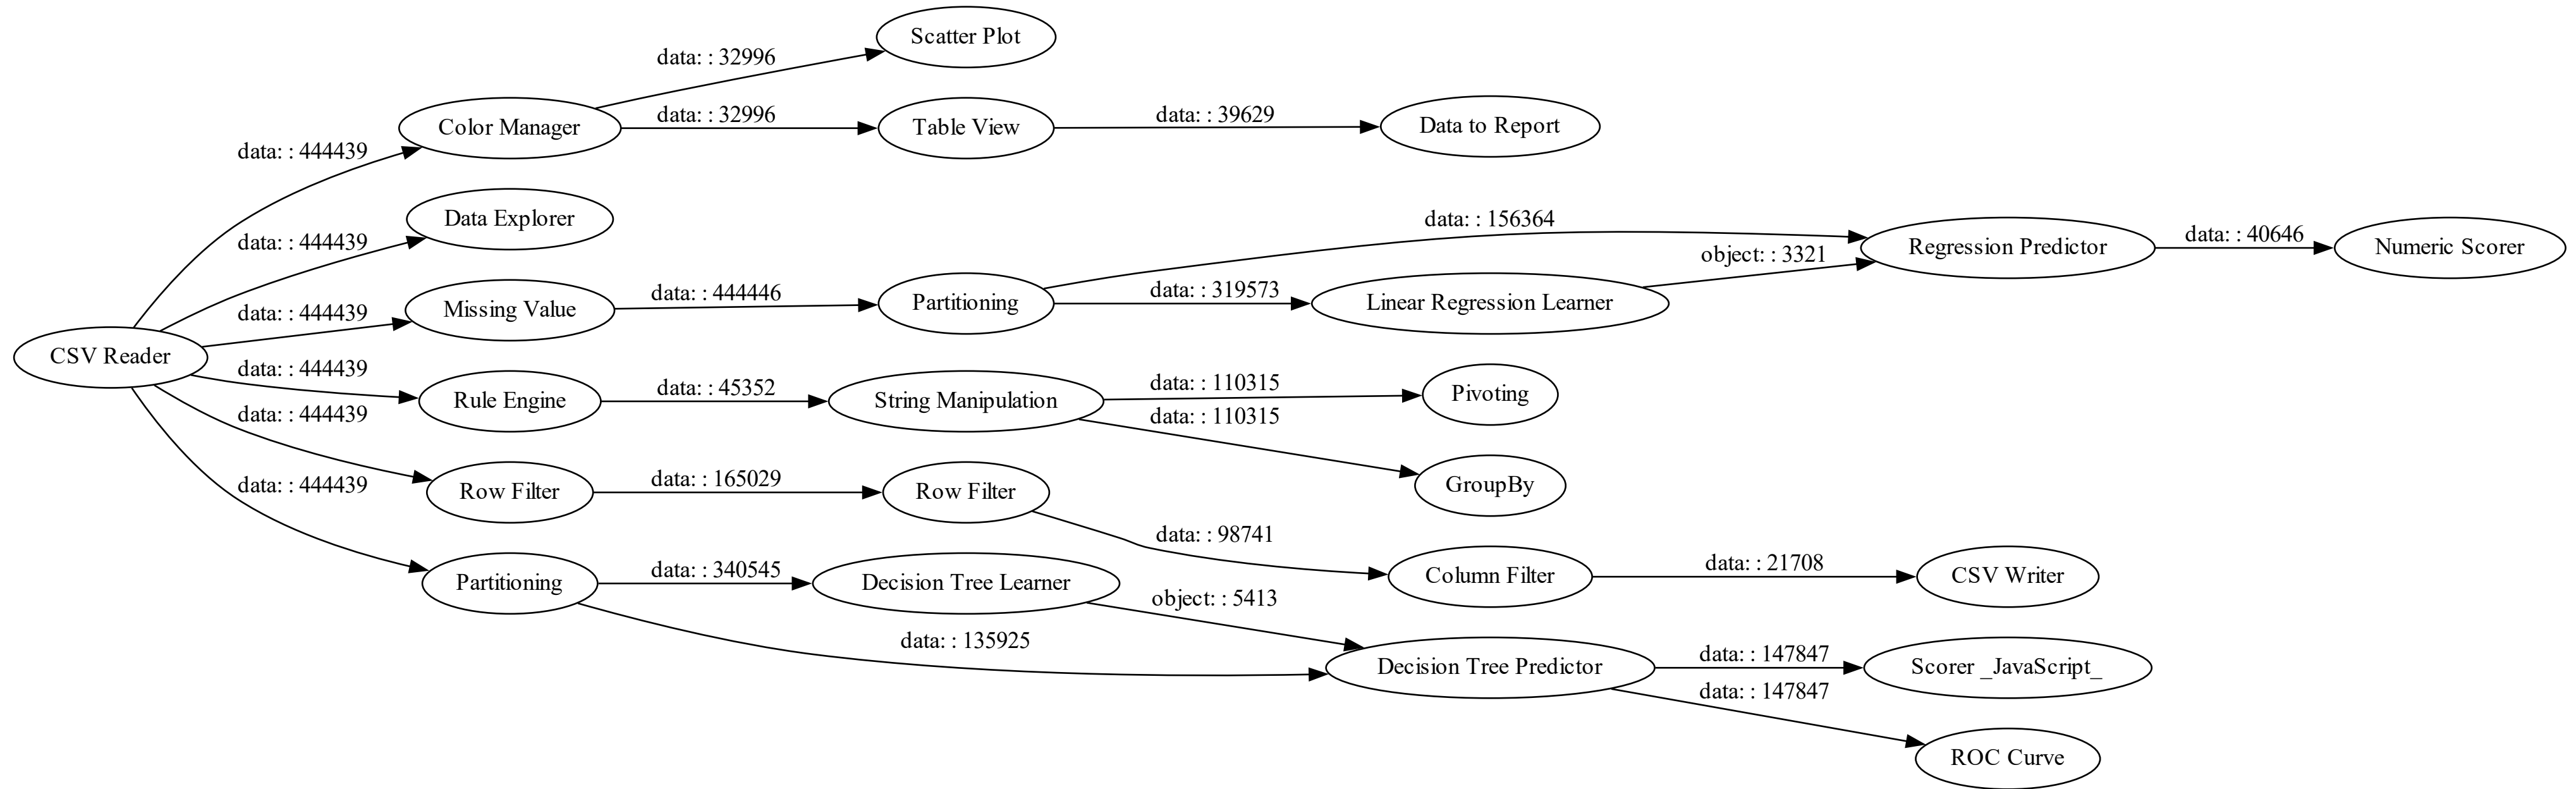 Scatter Plot
data: : 32996
Color Manager
data: : 32996
Table View
data: : 39629
Data to Report
data: : 444439
Data Explorer
data: : 444439
data: : 156364
Regression Predictor
data: : 40646
Numeric Scorer
object: : 3321
Missing Value
data: : 444446
Partitioning
data: : 319573
Linear Regression Learner
data: : 444439
CSV Reader
data: : 444439
Rule Engine
data: : 45352
String Manipulation
data: : 110315
Pivoting
data: : 110315
GroupBy
data: : 444439
Row Filter
data: : 165029
Row Filter
data: : 98741
Column Filter
data: : 21708
CSV Writer
data: : 444439
Partitioning
data: : 340545
Decision Tree Learner
object: : 5413
data: : 135925
Decision Tree Predictor
data: : 147847
Scorer _JavaScript_
data: : 147847
ROC Curve